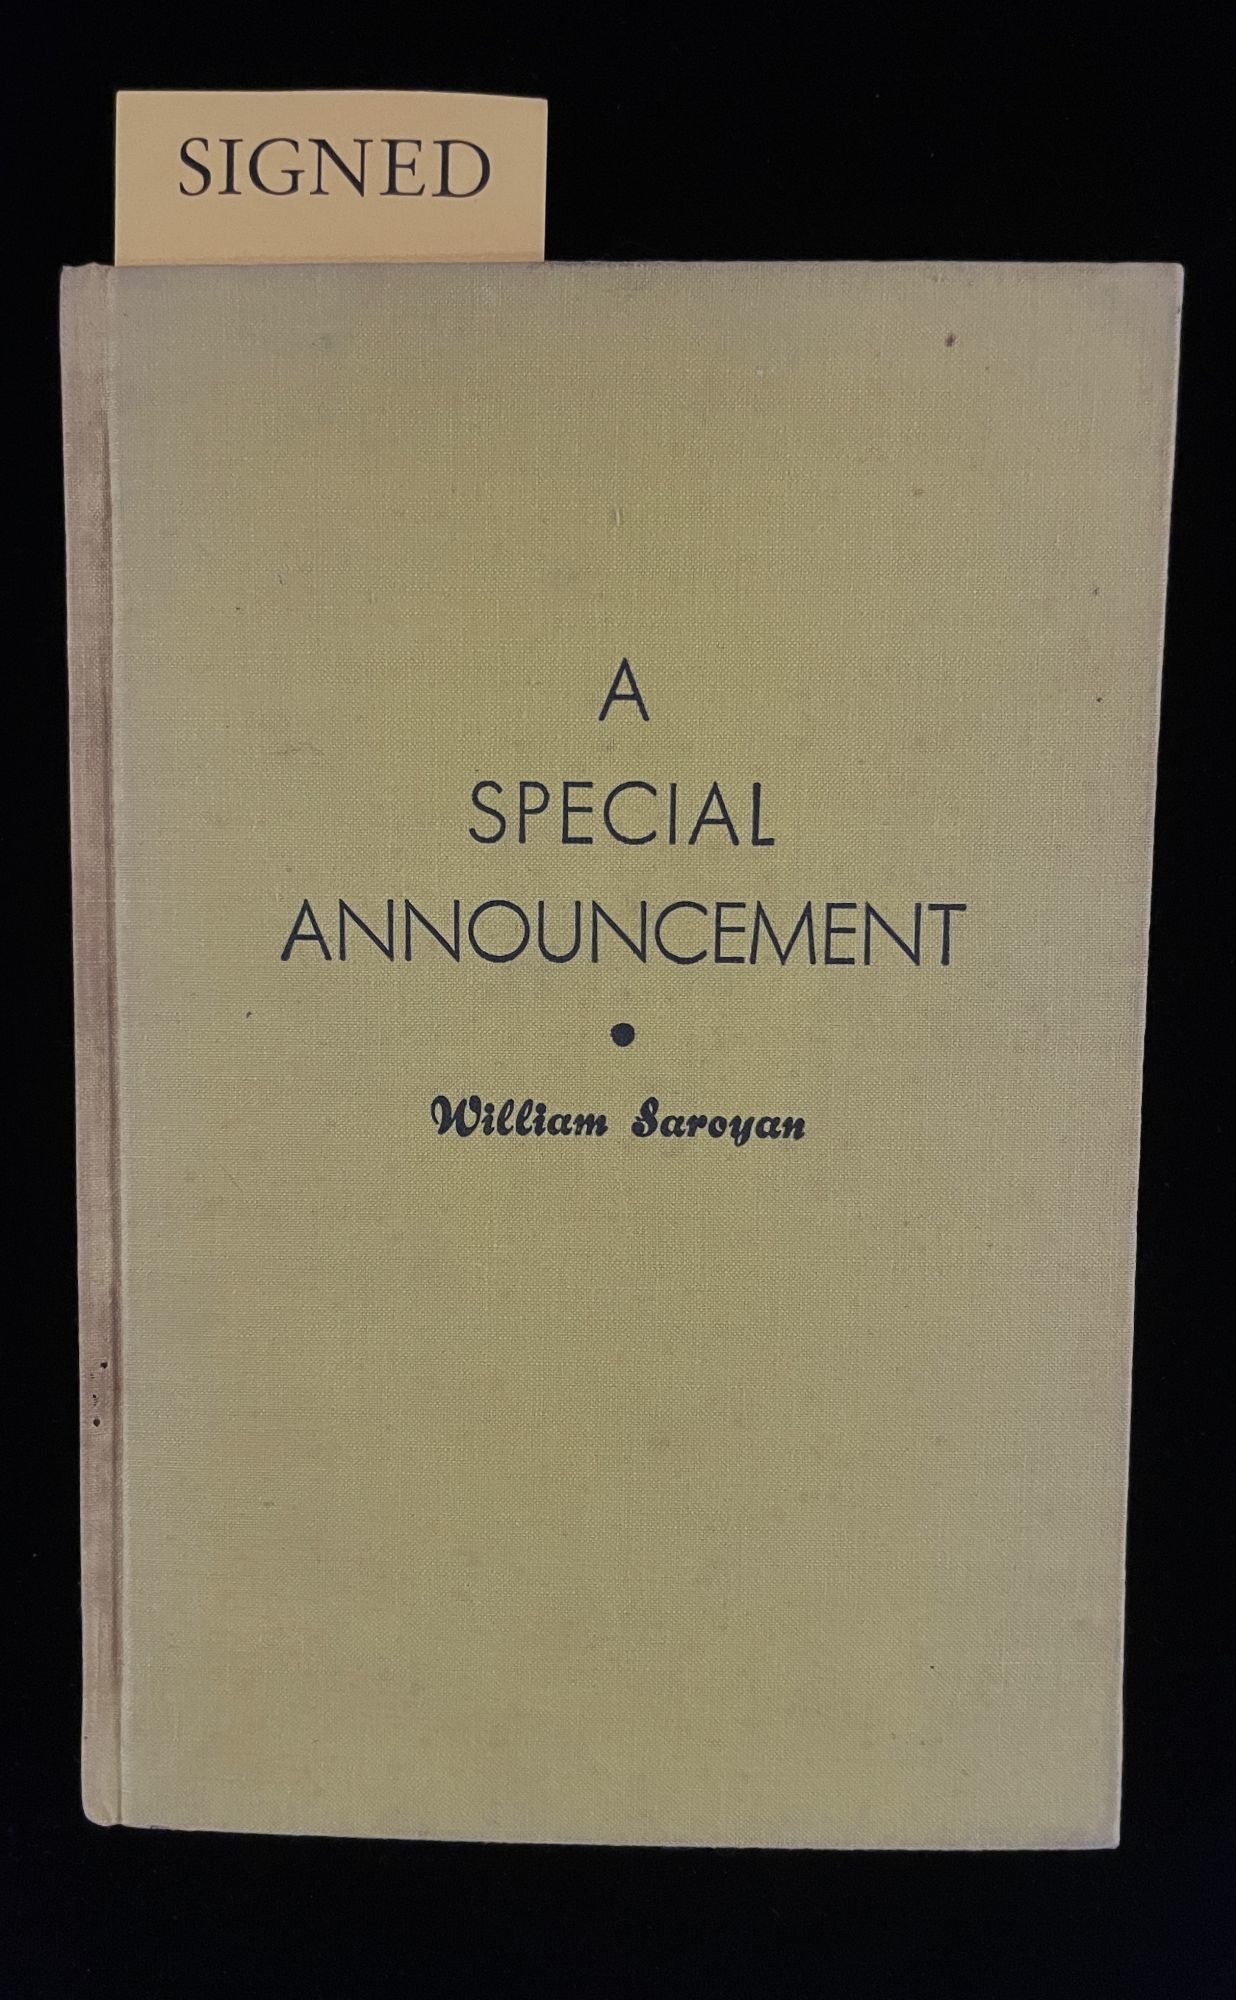 SIGNED
A
SPECIAL
ANNOUNCEMENT
•
William Saroyan